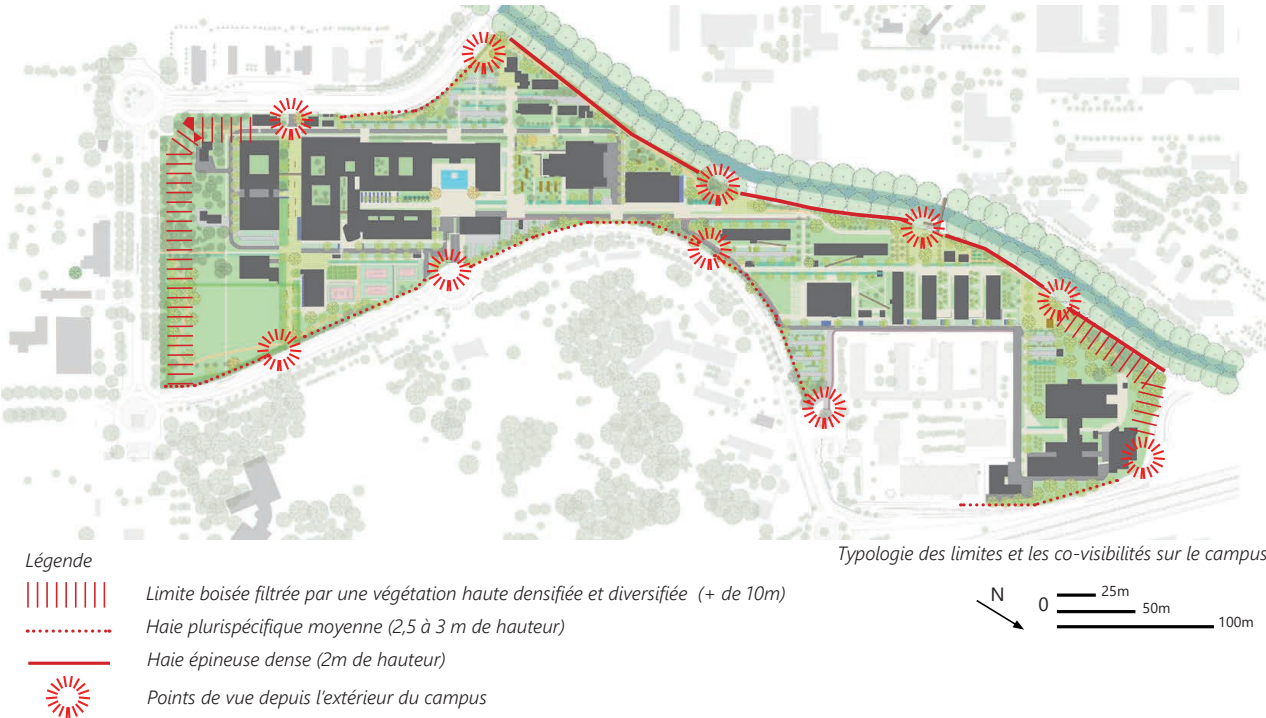 Légende
Limite boisée filtrée par une végétation haute densifiée et diversifiée (+ de 10m)
Haie plurispécifique moyenne (2,5 à 3 m de hauteur)
Haie épineuse dense (2m de hauteur)
Points de vue depuis l'extérieur du campus
Typologie des limites et les co-visibilités sur le campus
N
0
25m
50m
100m